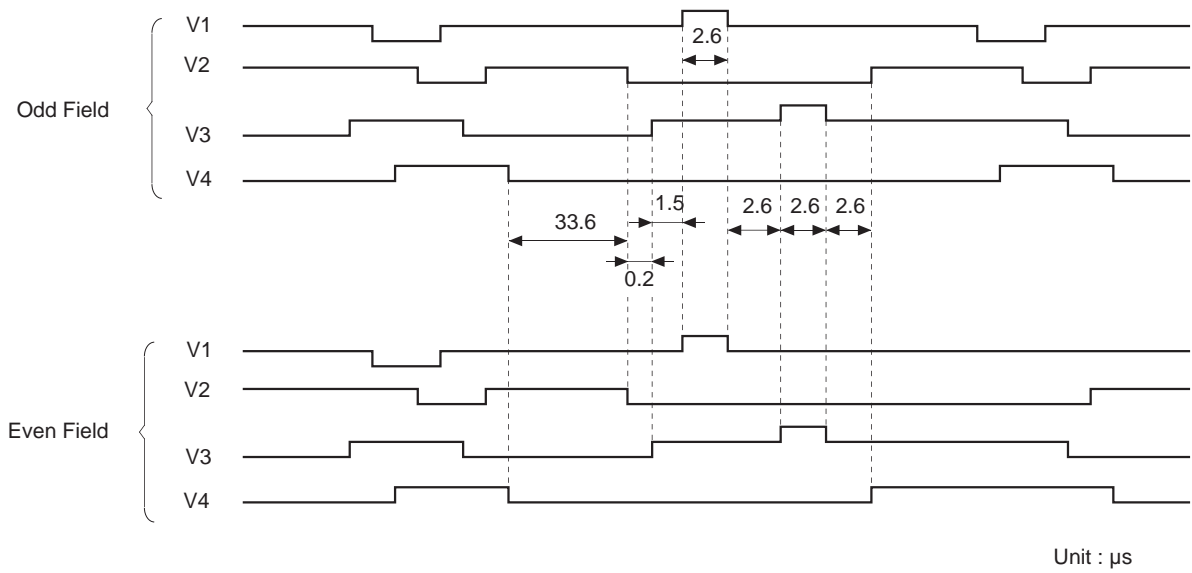 V1
2.6
V2
Odd Field
V3
V4
1.5
2.6 2.6 2.6
33.6
0.2
V1
V2
Even Field
V3
V4
Unit : µs